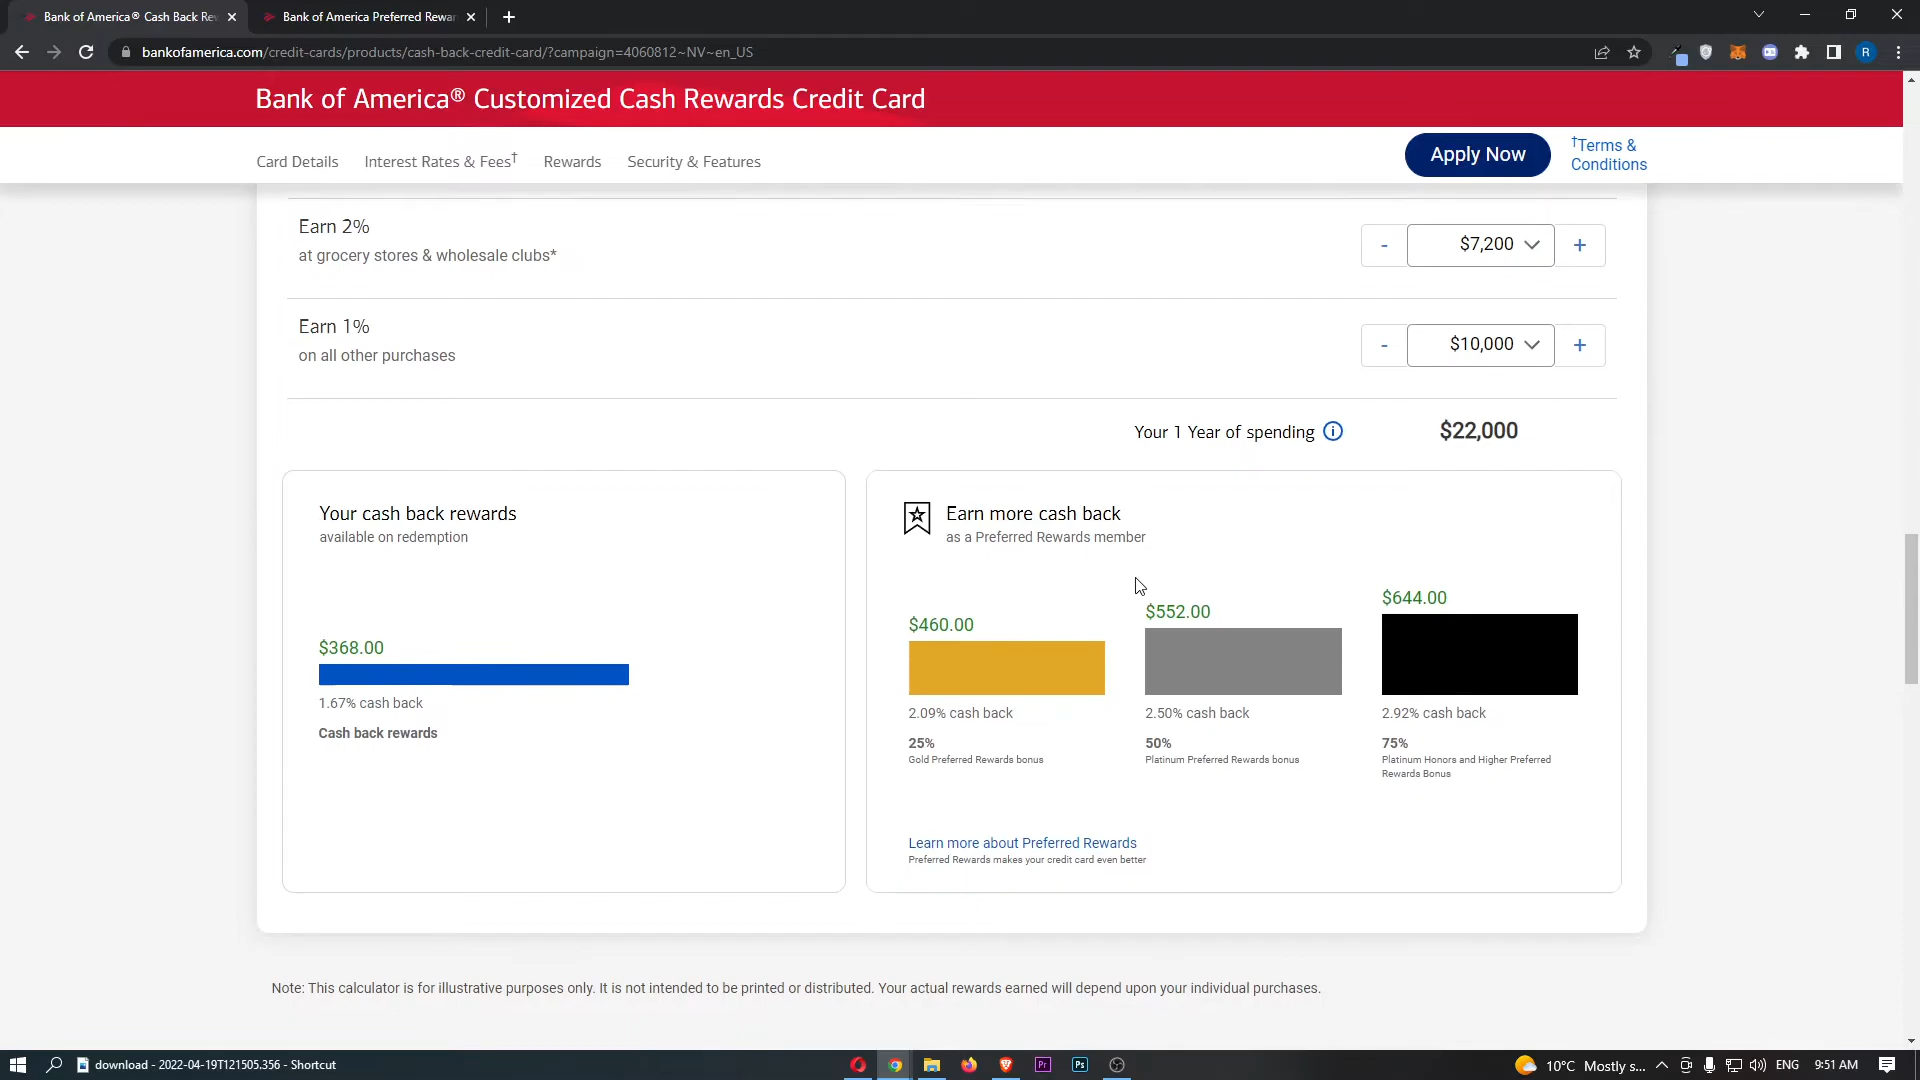 Bank of America® Cash Back Rew
Bank of America Preferred Rewar
bankofamerica.com/credit-cards/products/cash-back-credit-card/?campaign=4060812~NV~en_US
R
Bank of America® Customized Cash Rewards Credit Card
Card Details
Interest Rates & Fees†
Rewards
Security & Features
Apply Now
†Terms &
Conditions
Earn 2%
at grocery stores & wholesale clubs*
- $7,200 +
Earn 1%
on all other purchases
- $10,000 +
Your 1 Year of spending i $22,000
Your cash back rewards
available on redemption
$368.00
1.67% cash back
Cash back rewards
Earn more cash back
as a Preferred Rewards member
$460.00
2.09% cash back
25%
Gold Preferred Rewards bonus
$552.00
2.50% cash back
50%
Platinum Preferred Rewards bonus
$644.00
2.92% cash back
75%
Platinum Honors and Higher Preferred
Rewards Bonus
Learn more about Preferred Rewards
Preferred Rewards makes your credit card even better
Note: This calculator is for illustrative purposes only. It is not intended to be printed or distributed. Your actual rewards earned will depend upon your individual purchases.
download - 2022-04-19T121505.356 - Shortcut
Pr
Ps
10°C Mostly s...
ENG
9:51 AM